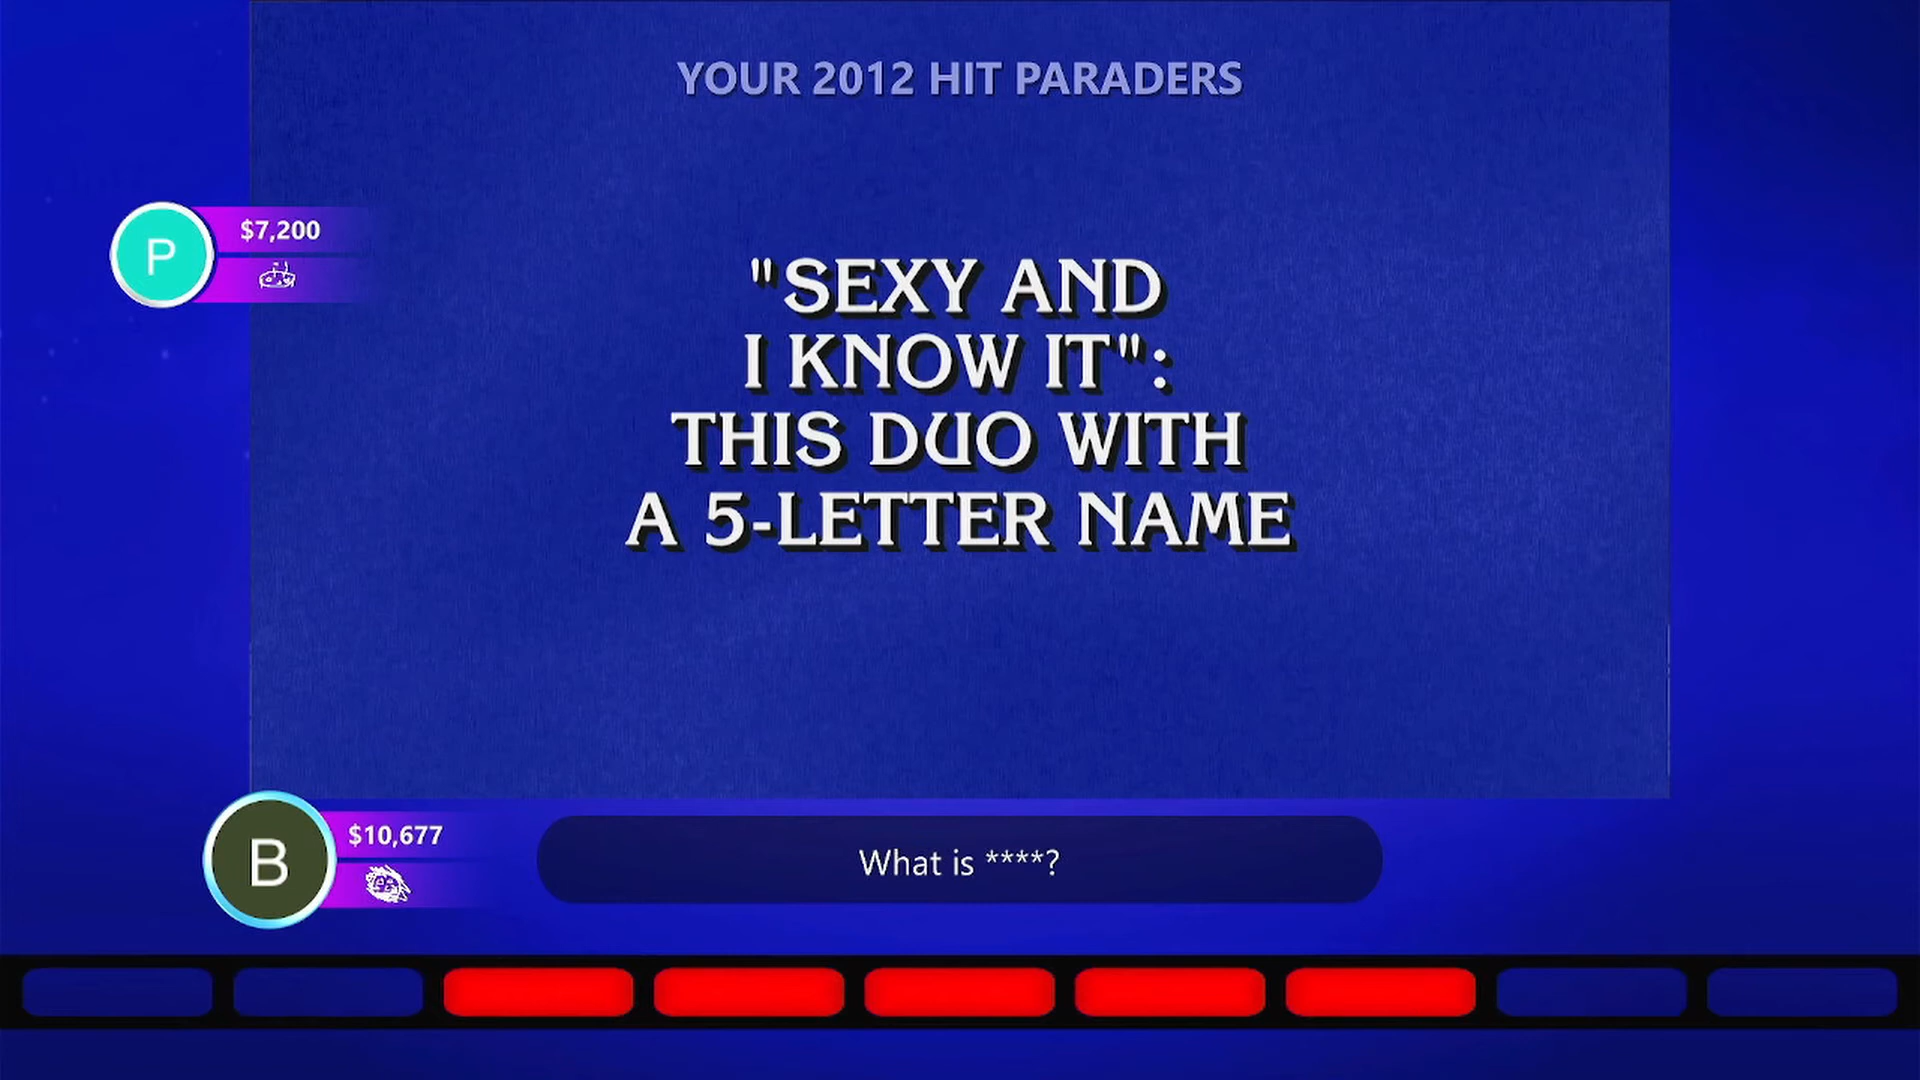 YOUR 2012 HIT PARADERS
P
$7,200
"SEXY AND
I KNOW IT":
THIS DUO WITH
A 5-LETTER NAME
B
$10,677
What is ****?